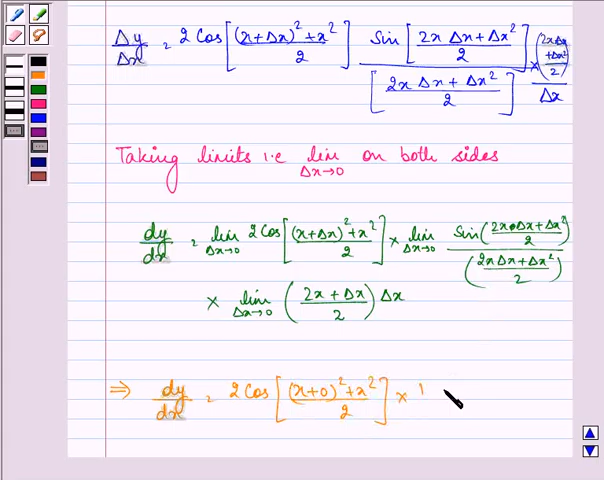 Δy/Δx = 2 Cos[((x+Δx)²+x²)/2] Sin[(2xΔx+Δx²)/2]/[(2xΔx+Δx²)/2] × ((2xΔx+Δx²)/2)/Δx
Taking limits i.e lim Δx→0 on both sides
dy/dx = lim Δx→0 2 Cos[((x+Δx)²+x²)/2] × lim Δx→0 Sin((2x·Δx+Δx²)/2)/((2xΔx+Δx²)/2)
× lim Δx→0 ((2x+Δx)/2) Δx
⇒ dy/dx = 2 Cos[((x+0)²+x²)/2] × 1